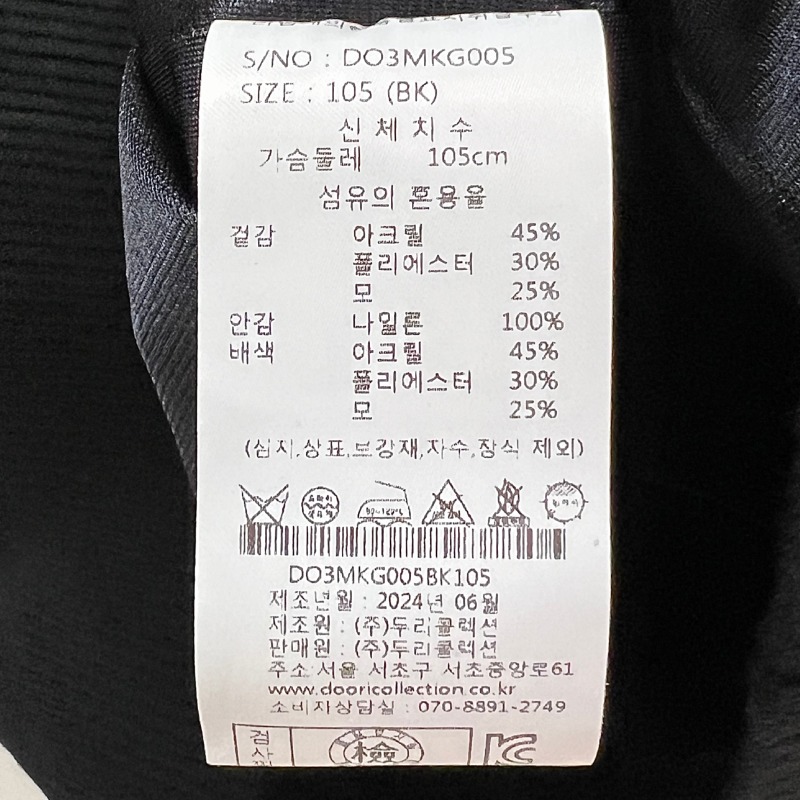 S/NO : DO3MKG005
SIZE : 105 (BK)
신 체 치 수
가슴둘레 105cm
섬유의 혼용율
겉감 아크릴 45%
폴리에스터 30%
모 25%
안감 나일론 100%
배색 아크릴 45%
폴리에스터 30%
모 25%
(심지,상표,보강재,자수,장식 제외)
DO3MKG005BK105
제조년월 : 2024년 06월
제조원 : (주)두리콜렉션
판매원 : (주)두리콜렉션
주소 서울 서초구 서초중앙로61
www.dooricollection.co.kr
소비자상담실 : 070-8891-2749
검사
檢